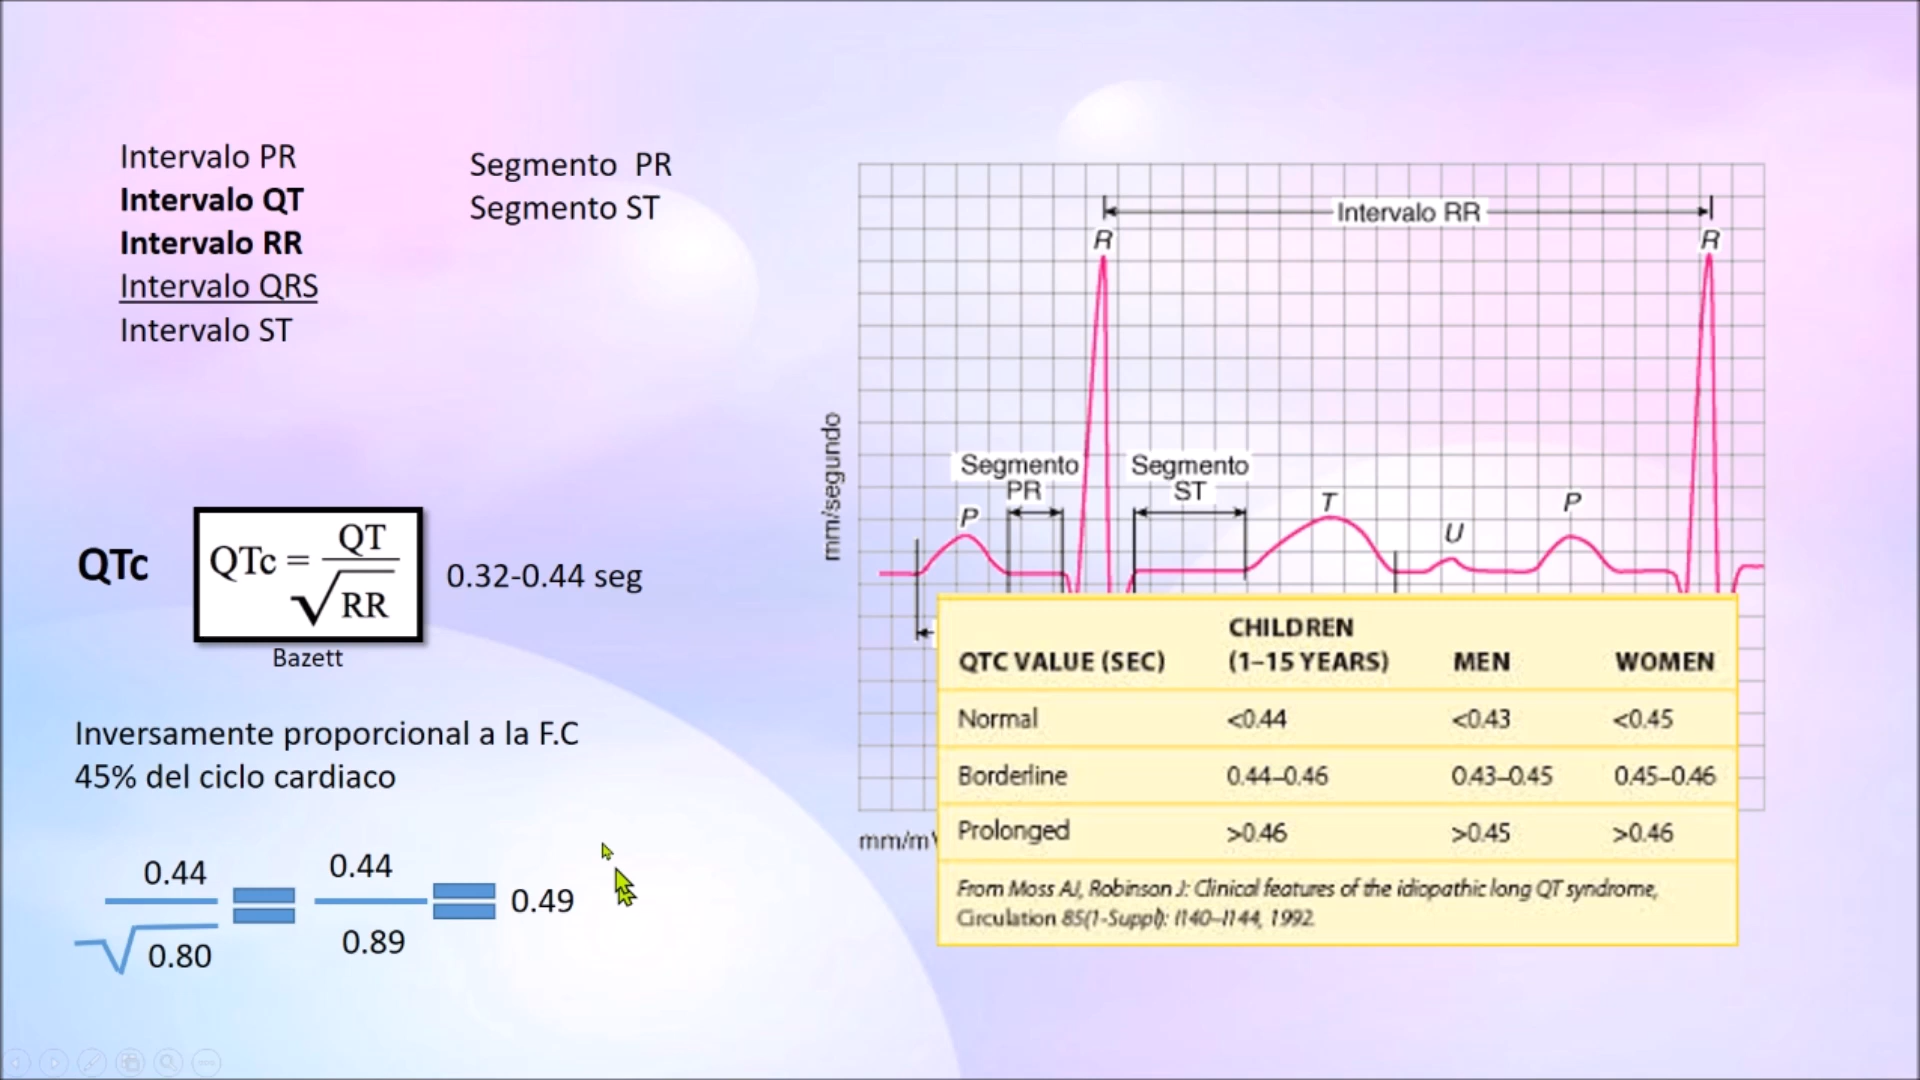 Intervalo PR
Intervalo QT
Intervalo RR
Intervalo QRS
Intervalo ST
Segmento PR
Segmento ST
QTc
QTc = QT
√RR
Bazett
0.32-0.44 seg
Inversamente proporcional a la F.C
45% del ciclo cardiaco
0.44
√0.80
=
0.44
0.89
=
0.49
mm/segundo
Intervalo RR
R
R
Segmento
PR
Segmento
ST
P
T
U
P
QTC VALUE (SEC) CHILDREN (1–15 YEARS) MEN WOMEN
Normal <0.44 <0.43 <0.45
Borderline 0.44–0.46 0.43–0.45 0.45–0.46
Prolonged >0.46 >0.45 >0.46
From Moss AJ, Robinson J: Clinical features of the idiopathic long QT syndrome,
Circulation 85(1-Suppl): I140–I144, 1992.